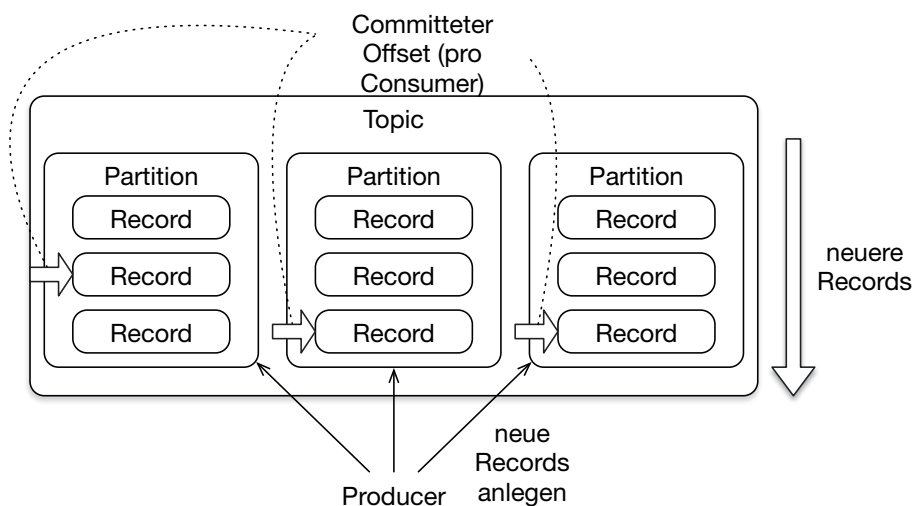 Committeter
Offset (pro
Consumer)
Topic
Partition
Record
Record
Record
Partition
Record
Record
Record
Partition
Record
Record
Record
neuere
Records
Producer
neue
Records
anlegen